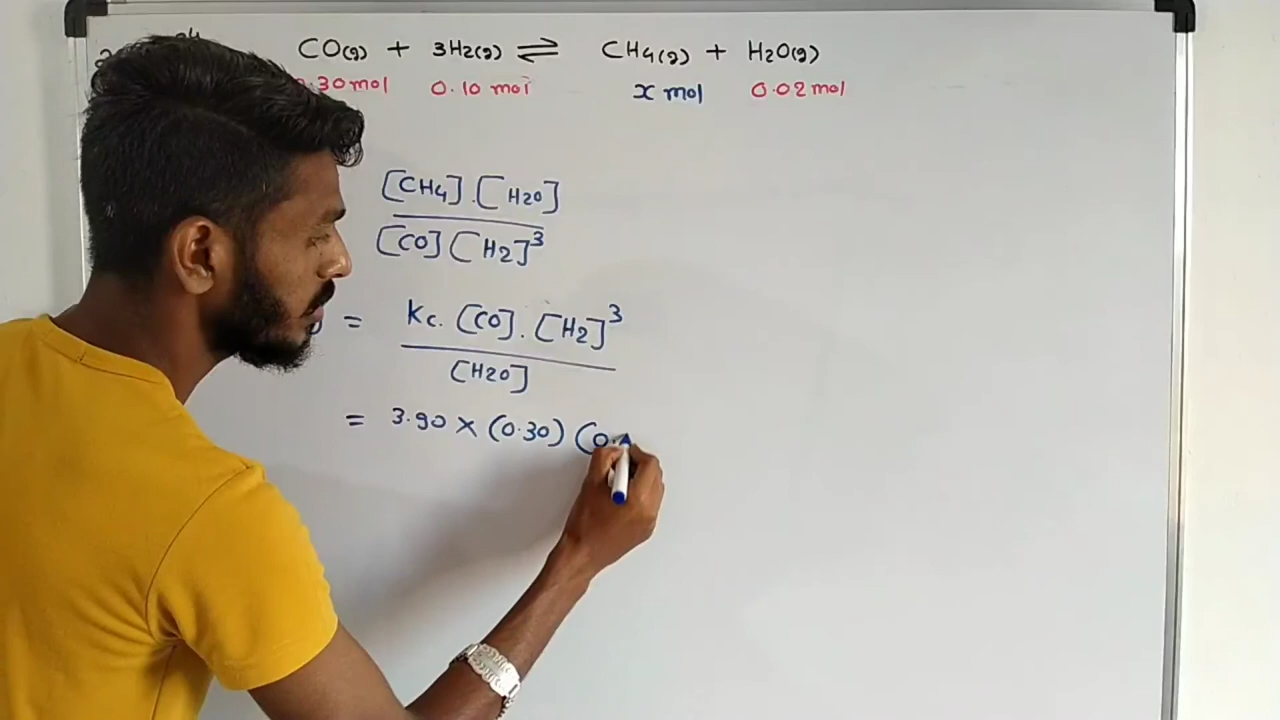 CO(g) + 3H2(g) ⇌ CH4(g) + H2O(g)
.30 mol 0.10 mol x mol 0.02 mol
[CH4].[H2O]
[CO][H2]3
= Kc.[CO].[H2]3
[H2O]
= 3.90 × (0.30) (0.